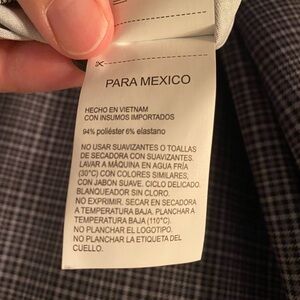 PARA MEXICO
HECHO EN VIETNAM
CON INSUMOS IMPORTADOS
94% poliéster 6% elastano
NO USAR SUAVIZANTES O TOALLAS
DE SECADORA CON SUAVIZANTES.
LAVAR A MÁQUINA EN AGUA FRÍA
(30°C) CON COLORES SIMILARES,
CON JABON SUAVE. CICLO DELICADO.
BLANQUEADOR SIN CLORO.
NO EXPRIMIR. SECAR EN SECADORA
A TEMPERATURA BAJA. PLANCHAR A
TEMPERATURA BAJA (110°C).
NO PLANCHAR EL LOGOTIPO.
NO PLANCHAR LA ETIQUETA DEL
CUELLO.